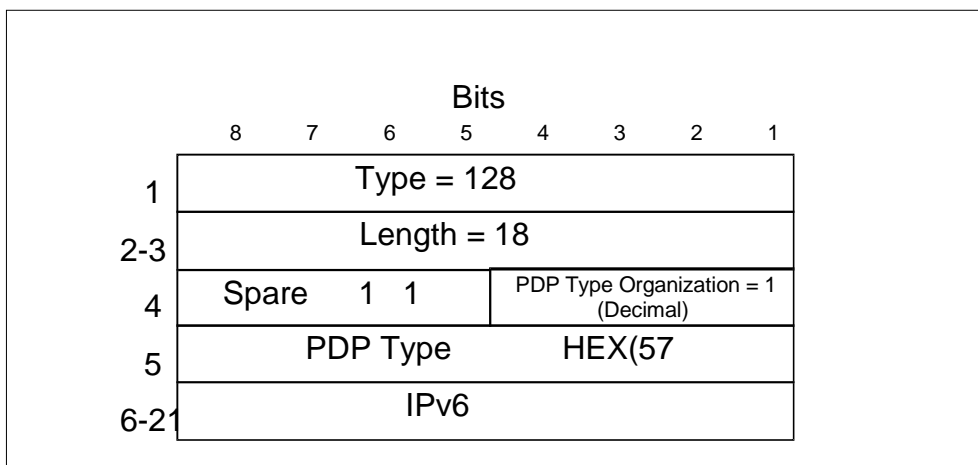 Bits
8 7 6 5 4 3 2 1
1 Type = 128
2-3 Length = 18
4 Spare 1 1 PDP Type Organization = 1
(Decimal)
5 PDP Type HEX(57
6-21 IPv6